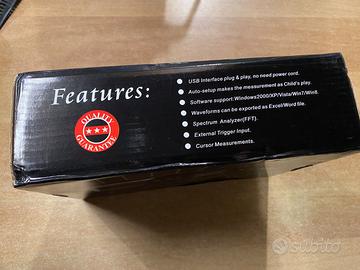 Features:
QUALITY
GUARANTEE
USB Interface plug & play, no need power cord.
Auto-setup makes the measurement as Child's play.
Software support:Windows2000/XP/Vista/Win7/Win8.
Waveforms can be exported as Excel/Word file.
Spectrum Analyzer(FFT).
External Trigger Input.
Cursor Measurements.
subito